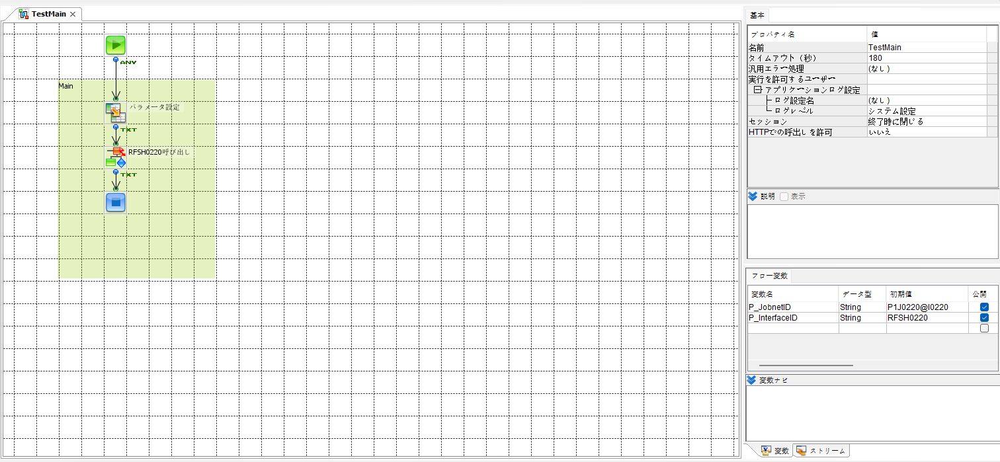 TestMain
ANY
Main
パラメータ設定
TXT
RFSH0220呼び出し
TXT
基本
プロパティ名 値
名前 TestMain
タイムアウト（秒） 180
汎用エラー処理 (なし)
実行を許可するユーザー
アプリケーションログ設定
ログ設定名 (なし)
ログレベル システム設定
セッション 終了時に閉じる
HTTPでの呼出しを許可 いいえ
説明 表示
フロー変数
変数名 データ型 初期値 公開
P_JobnetID String P1J0220@I0220
P_InterfaceID String RFSH0220
変数ナビ
変数 ストリーム